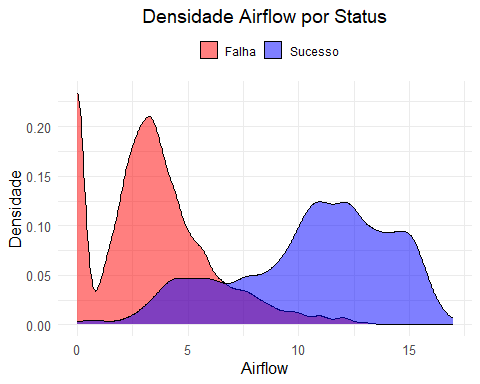 Densidade Airflow por Status
Falha Sucesso
Densidade
0.20
0.15
0.10
0.05
0.00
0 5 10 15
Airflow